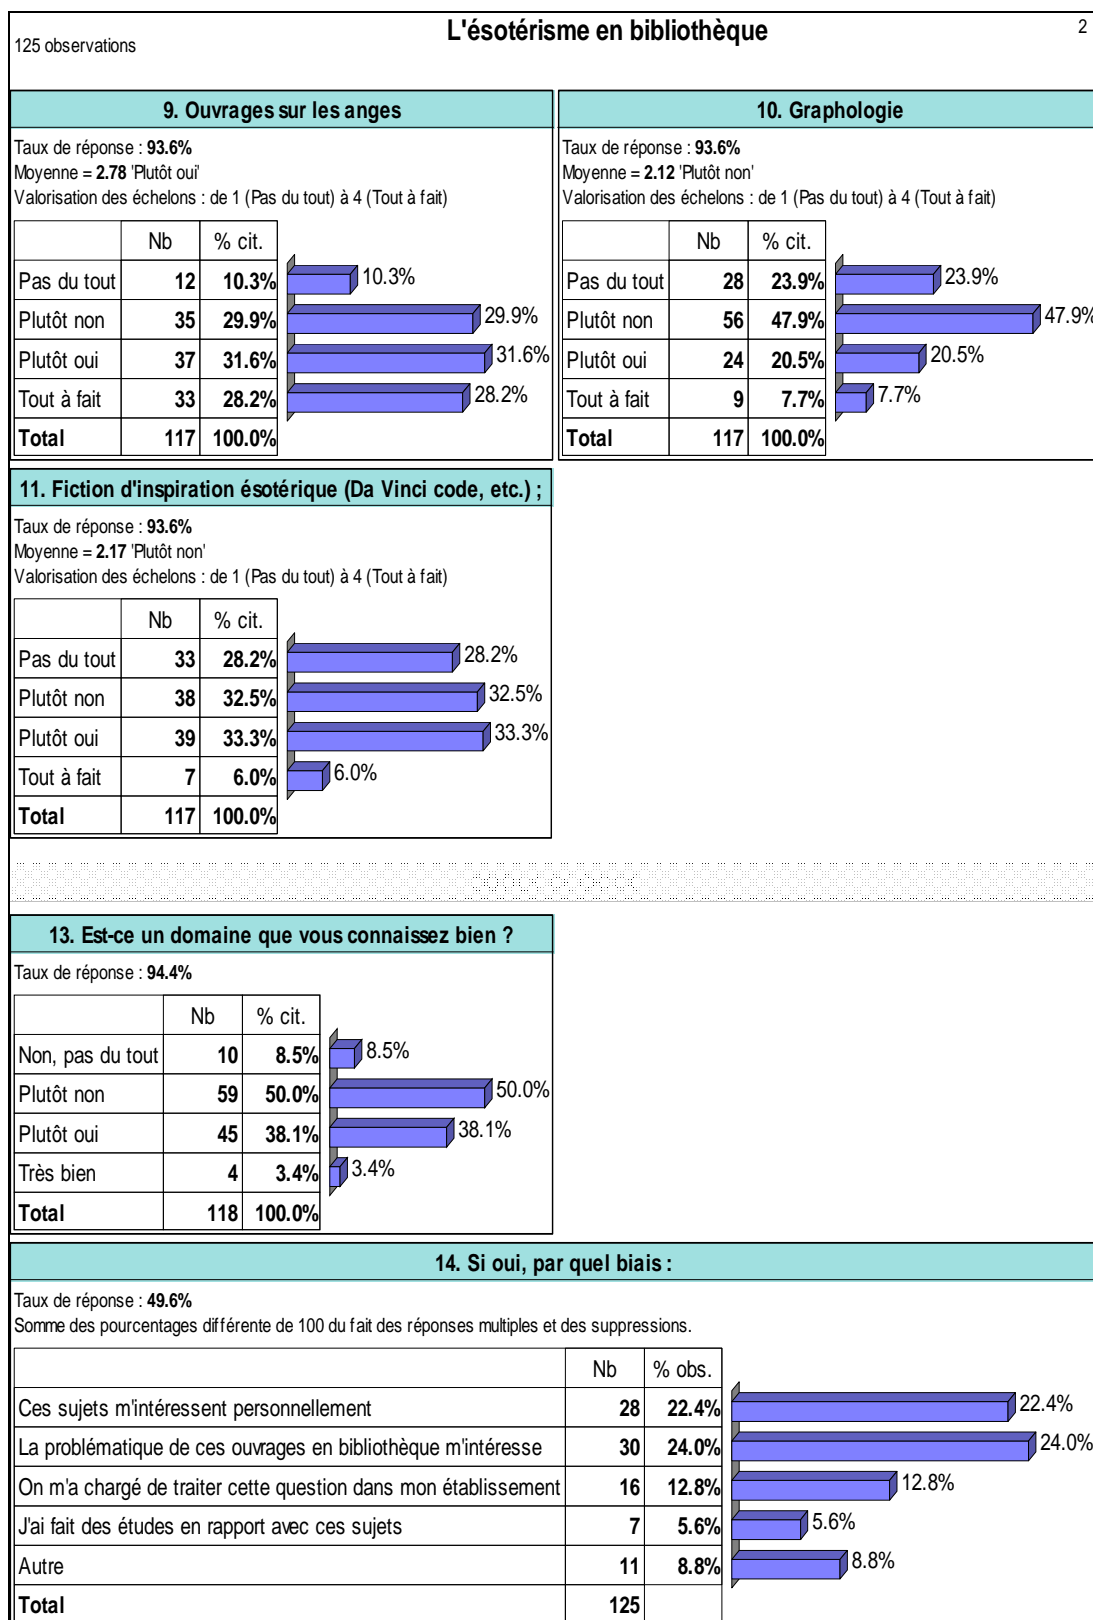 L'ésotérisme en bibliothèque
2
125 observations
9. Ouvrages sur les anges
Taux de réponse : 93.6%
Moyenne = 2.78 'Plutôt oui'
Valorisation des échelons : de 1 (Pas du tout) à 4 (Tout à fait)
Nb % cit.
Pas du tout 12 10.3% 10.3%
Plutôt non 35 29.9% 29.9%
Plutôt oui 37 31.6% 31.6%
Tout à fait 33 28.2% 28.2%
Total 117 100.0%
10. Graphologie
Taux de réponse : 93.6%
Moyenne = 2.12 'Plutôt non'
Valorisation des échelons : de 1 (Pas du tout) à 4 (Tout à fait)
Nb % cit.
Pas du tout 28 23.9% 23.9%
Plutôt non 56 47.9% 47.9%
Plutôt oui 24 20.5% 20.5%
Tout à fait 9 7.7% 7.7%
Total 117 100.0%
11. Fiction d'inspiration ésotérique (Da Vinci code, etc.) ;
Taux de réponse : 93.6%
Moyenne = 2.17 'Plutôt non'
Valorisation des échelons : de 1 (Pas du tout) à 4 (Tout à fait)
Nb % cit.
Pas du tout 33 28.2% 28.2%
Plutôt non 38 32.5% 32.5%
Plutôt oui 39 33.3% 33.3%
Tout à fait 7 6.0% 6.0%
Total 117 100.0%
13. Est-ce un domaine que vous connaissez bien ?
Taux de réponse : 94.4%
Nb % cit.
Non, pas du tout 10 8.5% 8.5%
Plutôt non 59 50.0% 50.0%
Plutôt oui 45 38.1% 38.1%
Très bien 4 3.4% 3.4%
Total 118 100.0%
14. Si oui, par quel biais :
Taux de réponse : 49.6%
Somme des pourcentages différente de 100 du fait des réponses multiples et des suppressions.
Nb % obs.
Ces sujets m'intéressent personnellement 28 22.4% 22.4%
La problématique de ces ouvrages en bibliothèque m'intéresse 30 24.0% 24.0%
On m'a chargé de traiter cette question dans mon établissement 16 12.8% 12.8%
J'ai fait des études en rapport avec ces sujets 7 5.6% 5.6%
Autre 11 8.8% 8.8%
Total 125